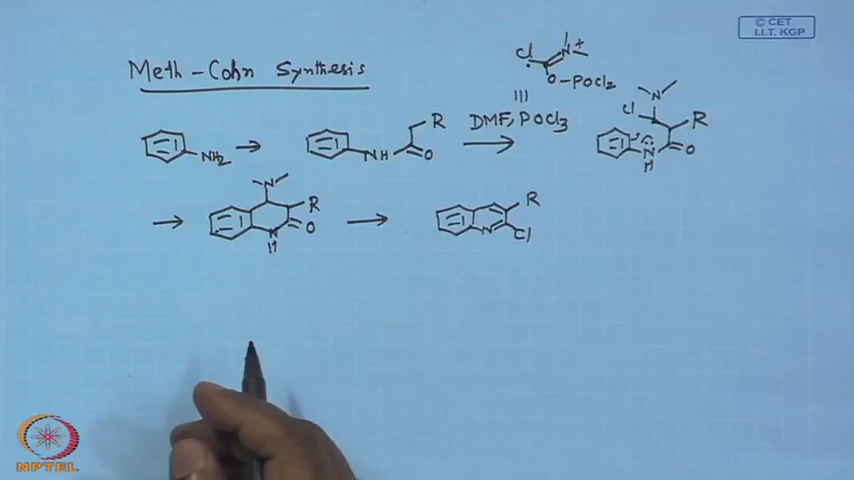 © CET
I.I.T. KGP
Meth-Cohn Synthesis
Cl N +
O-POCl2
DMF, POCl3
NH2
NH O R
Cl N R
N H O
N R
N H O
R
N Cl
NPTEL